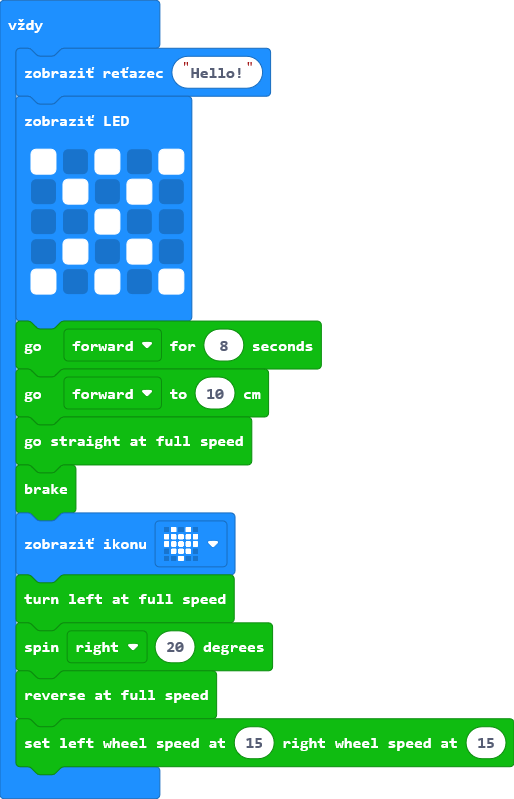 vždy
zobraziť reťazec "Hello!"
zobraziť LED
go forward for 8 seconds
go forward to 10 cm
go straight at full speed
brake
zobraziť ikonu
turn left at full speed
spin right 20 degrees
reverse at full speed
set left wheel speed at 15 right wheel speed at 15